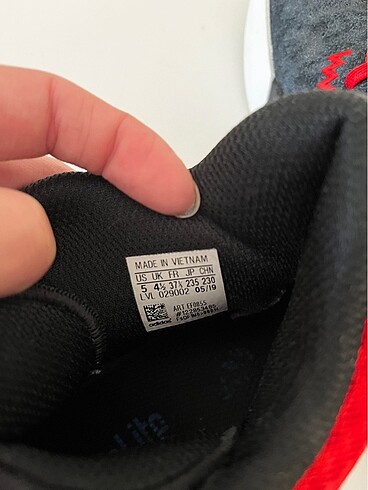 MADE IN VIETNAM
US UK FR JP CHN
5 4½ 37⅓ 235 230
LVL 029002 05/19
ART EF0855
adidas